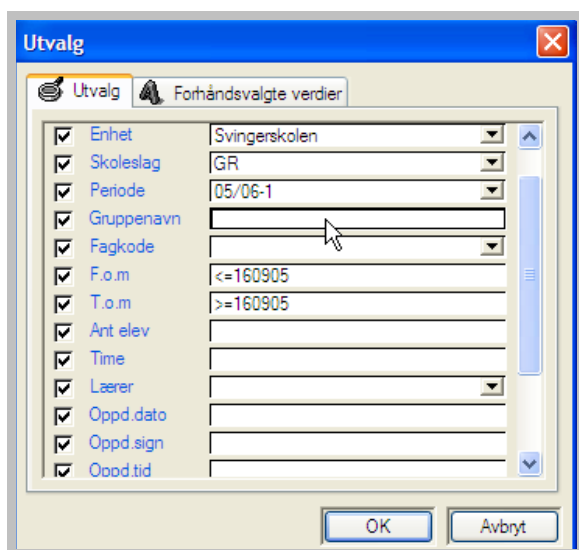 Utvalg
Utvalg Forhåndsvalgte verdier
Enhet Svingerskolen
Skoleslag GR
Periode 05/06-1
Gruppenavn
Fagkode
F.o.m <=160905
T.o.m >=160905
Ant elev
Time
Lærer
Oppd.dato
Oppd.sign
Oppd.tid
OK Avbryt